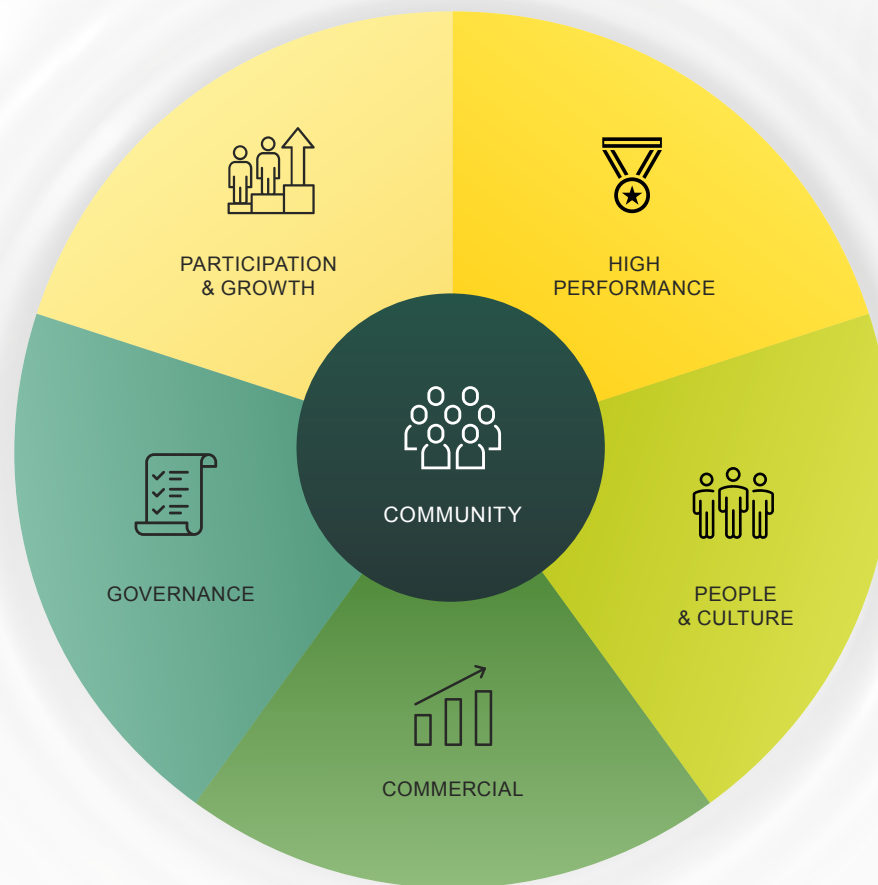 PARTICIPATION
& GROWTH
HIGH
PERFORMANCE
COMMUNITY
GOVERNANCE
PEOPLE
& CULTURE
COMMERCIAL